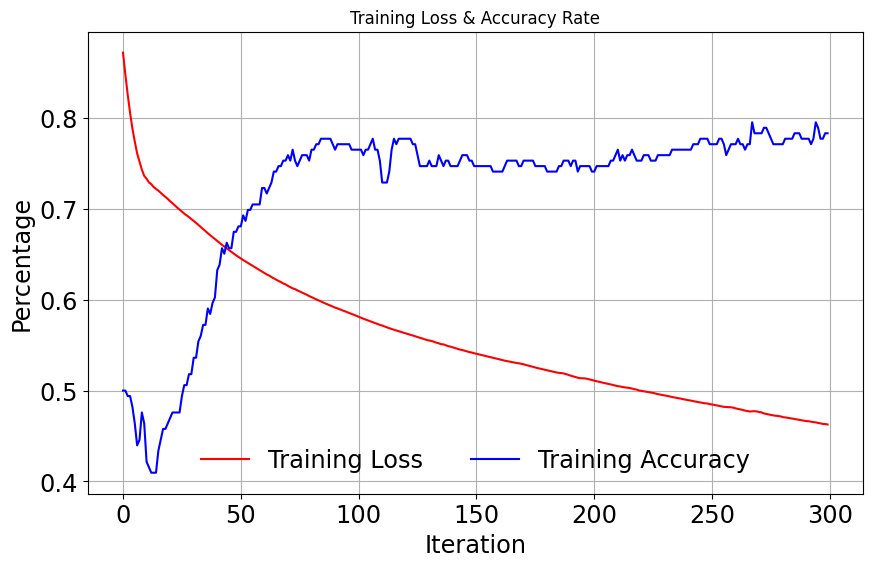 Training Loss & Accuracy Rate
Percentage
0.8
0.7
0.6
0.5
0.4
Training Loss
Training Accuracy
0 50 100 150 200 250 300
Iteration